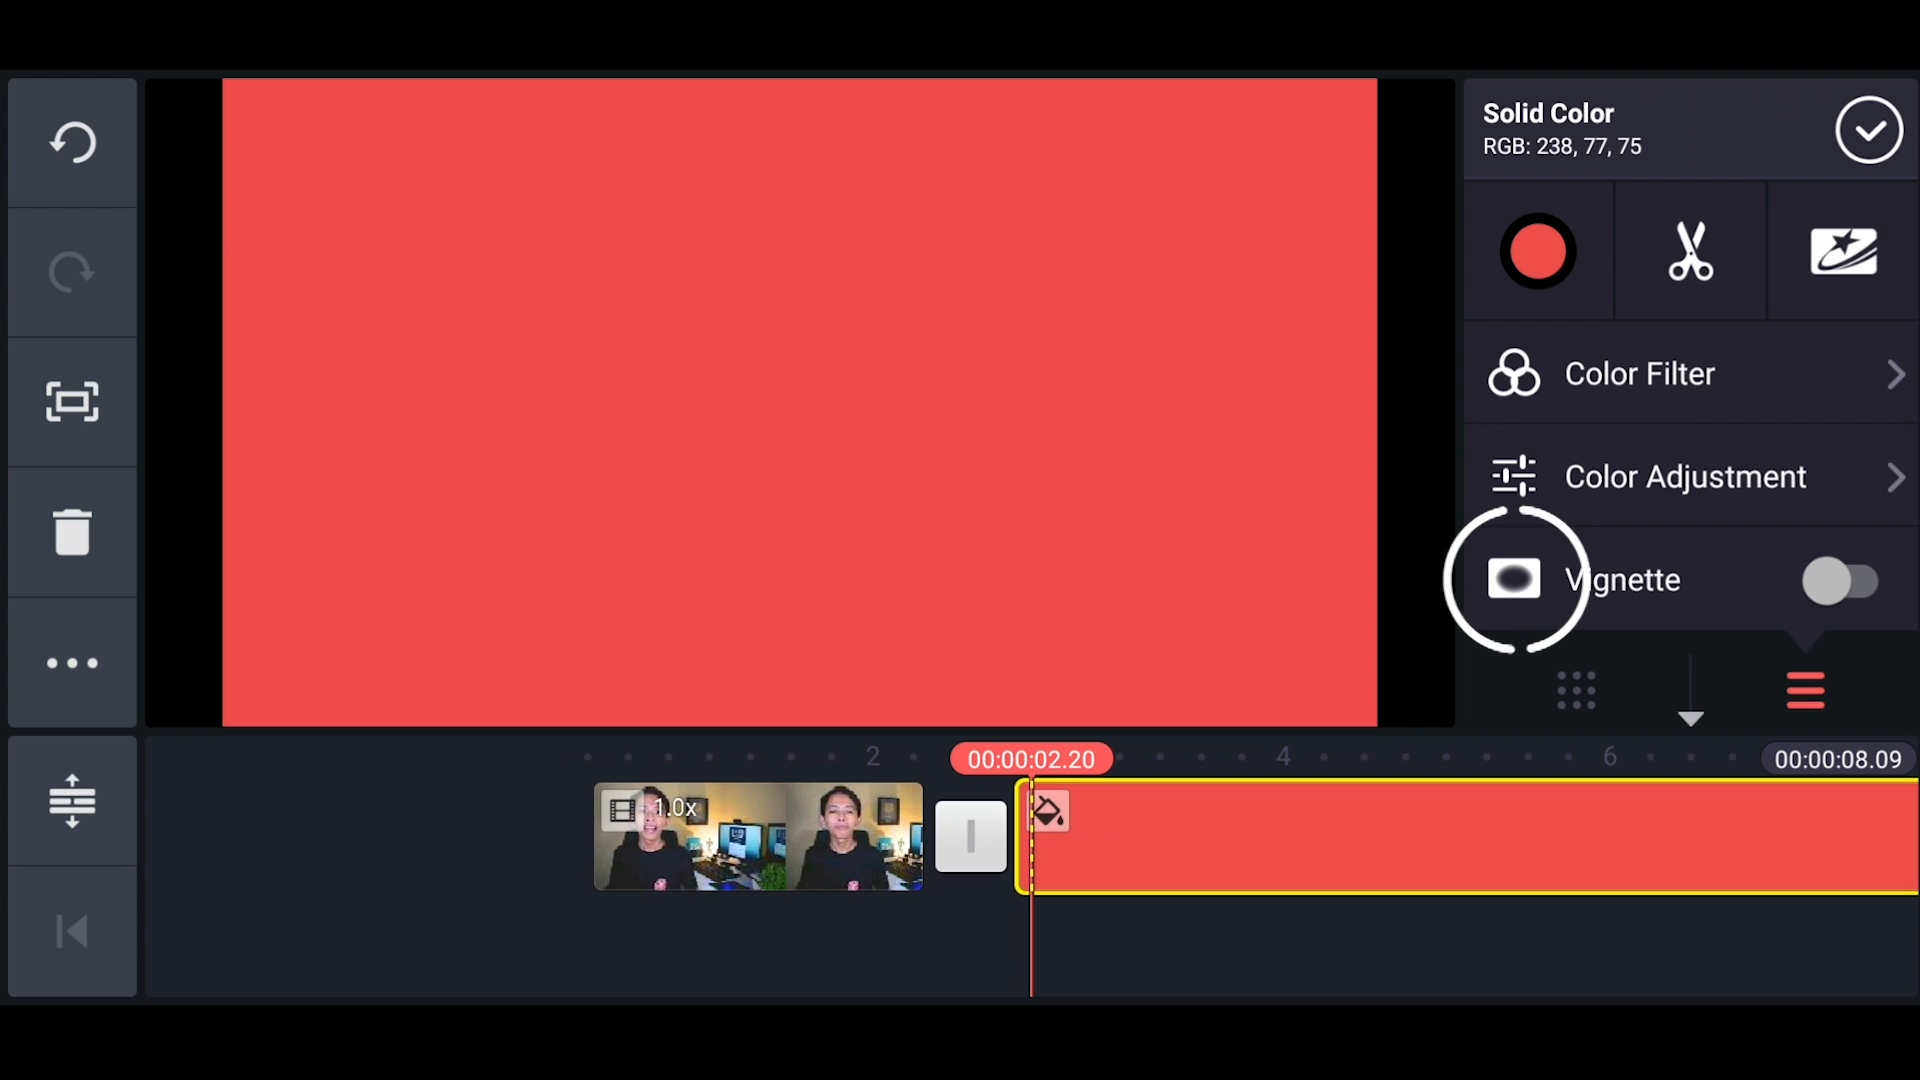 Solid Color
RGB: 238, 77, 75
Color Filter
Color Adjustment
Vignette
2
00:00:02.20
4
6
00:00:08.09
1.0x